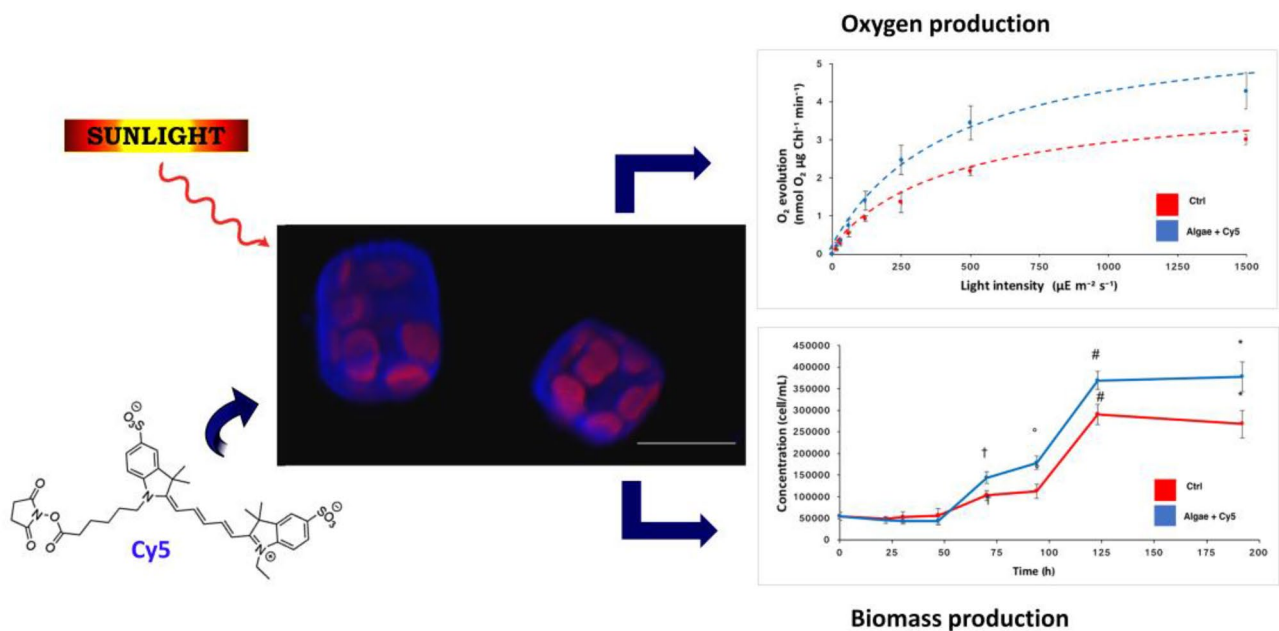 Oxygen production
SUNLIGHT
O₂ evolution
(nmol O₂ µg Chl⁻¹ min⁻¹)
5
4
3
2
1
0
0
250
500
750
1000
1250
1500
Light intensity (µE m⁻² s⁻¹)
Ctrl
Algae + Cy5
SO3
N
O
N
O
O
O
SO3
N
Cy5
Concentration (cell/mL)
450000
400000
350000
300000
250000
200000
150000
100000
50000
0
0
25
50
75
100
125
150
175
200
Time (h)
†
†
°
#
#
*
*
Ctrl
Algae + Cy5
Biomass production